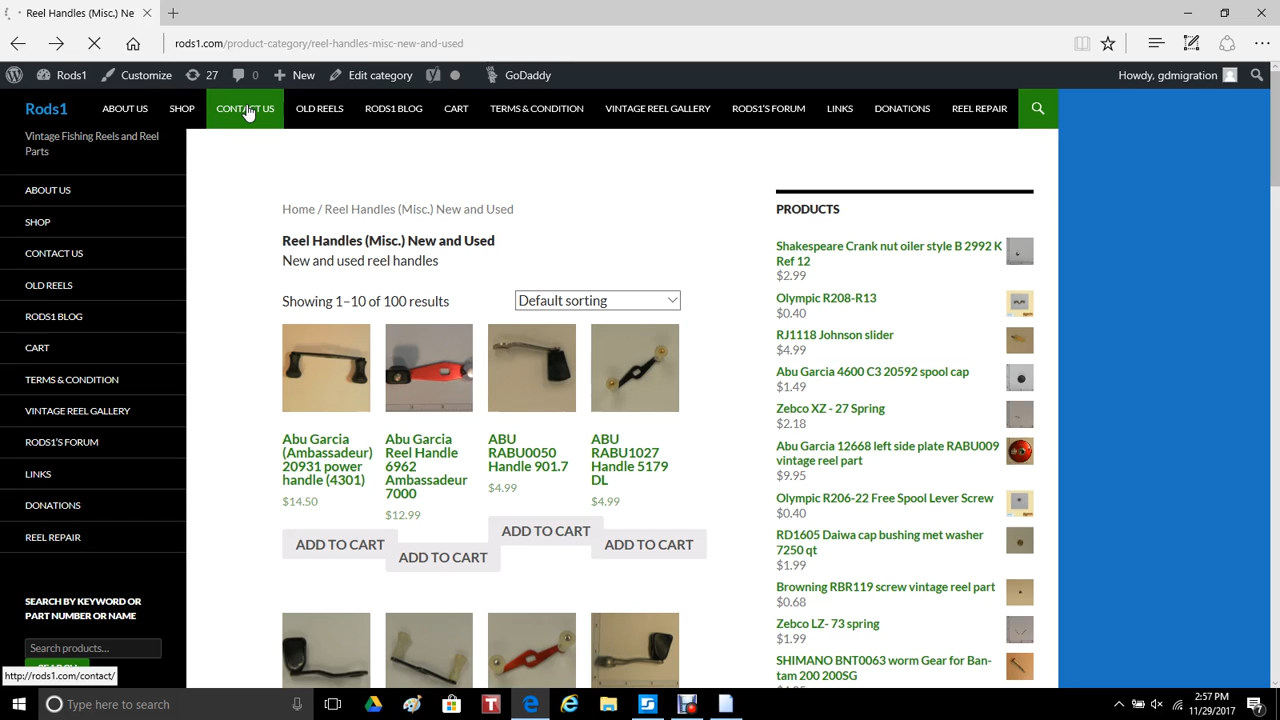 Reel Handles (Misc.) Ne
rods1.com/product-category/reel-handles-misc-new-and-used
Rods1
Customize
27
0
New
Edit category
GoDaddy
Howdy, gdmigration
Rods1
ABOUT US
SHOP
CONTACT US
OLD REELS
RODS1 BLOG
CART
TERMS & CONDITION
VINTAGE REEL GALLERY
RODS1'S FORUM
LINKS
DONATIONS
REEL REPAIR
Vintage Fishing Reels and Reel
Parts
ABOUT US
SHOP
CONTACT US
OLD REELS
RODS1 BLOG
CART
TERMS & CONDITION
VINTAGE REEL GALLERY
RODS1'S FORUM
LINKS
DONATIONS
REEL REPAIR
SEARCH BY KEYWORD OR
PART NUMBER OR NAME
Search products...
http://rods1.com/contact/
Home / Reel Handles (Misc.) New and Used
Reel Handles (Misc.) New and Used
New and used reel handles
Showing 1–10 of 100 results
Default sorting
Abu Garcia
(Ambassadeur)
20931 power
handle (4301)
$14.50
ADD TO CART
Abu Garcia
Reel Handle
6962
Ambassadeur
7000
$12.99
ADD TO CART
ABU
RABU0050
Handle 901.7
$4.99
ADD TO CART
ABU
RABU1027
Handle 5179
DL
$4.99
ADD TO CART
PRODUCTS
Shakespeare Crank nut oiler style B 2992 K
Ref 12
$2.99
Olympic R208-R13
$0.40
RJ1118 Johnson slider
$4.99
Abu Garcia 4600 C3 20592 spool cap
$1.49
Zebco XZ - 27 Spring
$2.18
Abu Garcia 12668 left side plate RABU009
vintage reel part
$9.95
Olympic R206-22 Free Spool Lever Screw
$0.40
RD1605 Daiwa cap bushing met washer
7250 qt
$1.99
Browning RBR119 screw vintage reel part
$0.68
Zebco LZ- 73 spring
$1.99
SHIMANO BNT0063 worm Gear for Ban-
tam 200 200SG
Type here to search
2:57 PM
11/29/2017